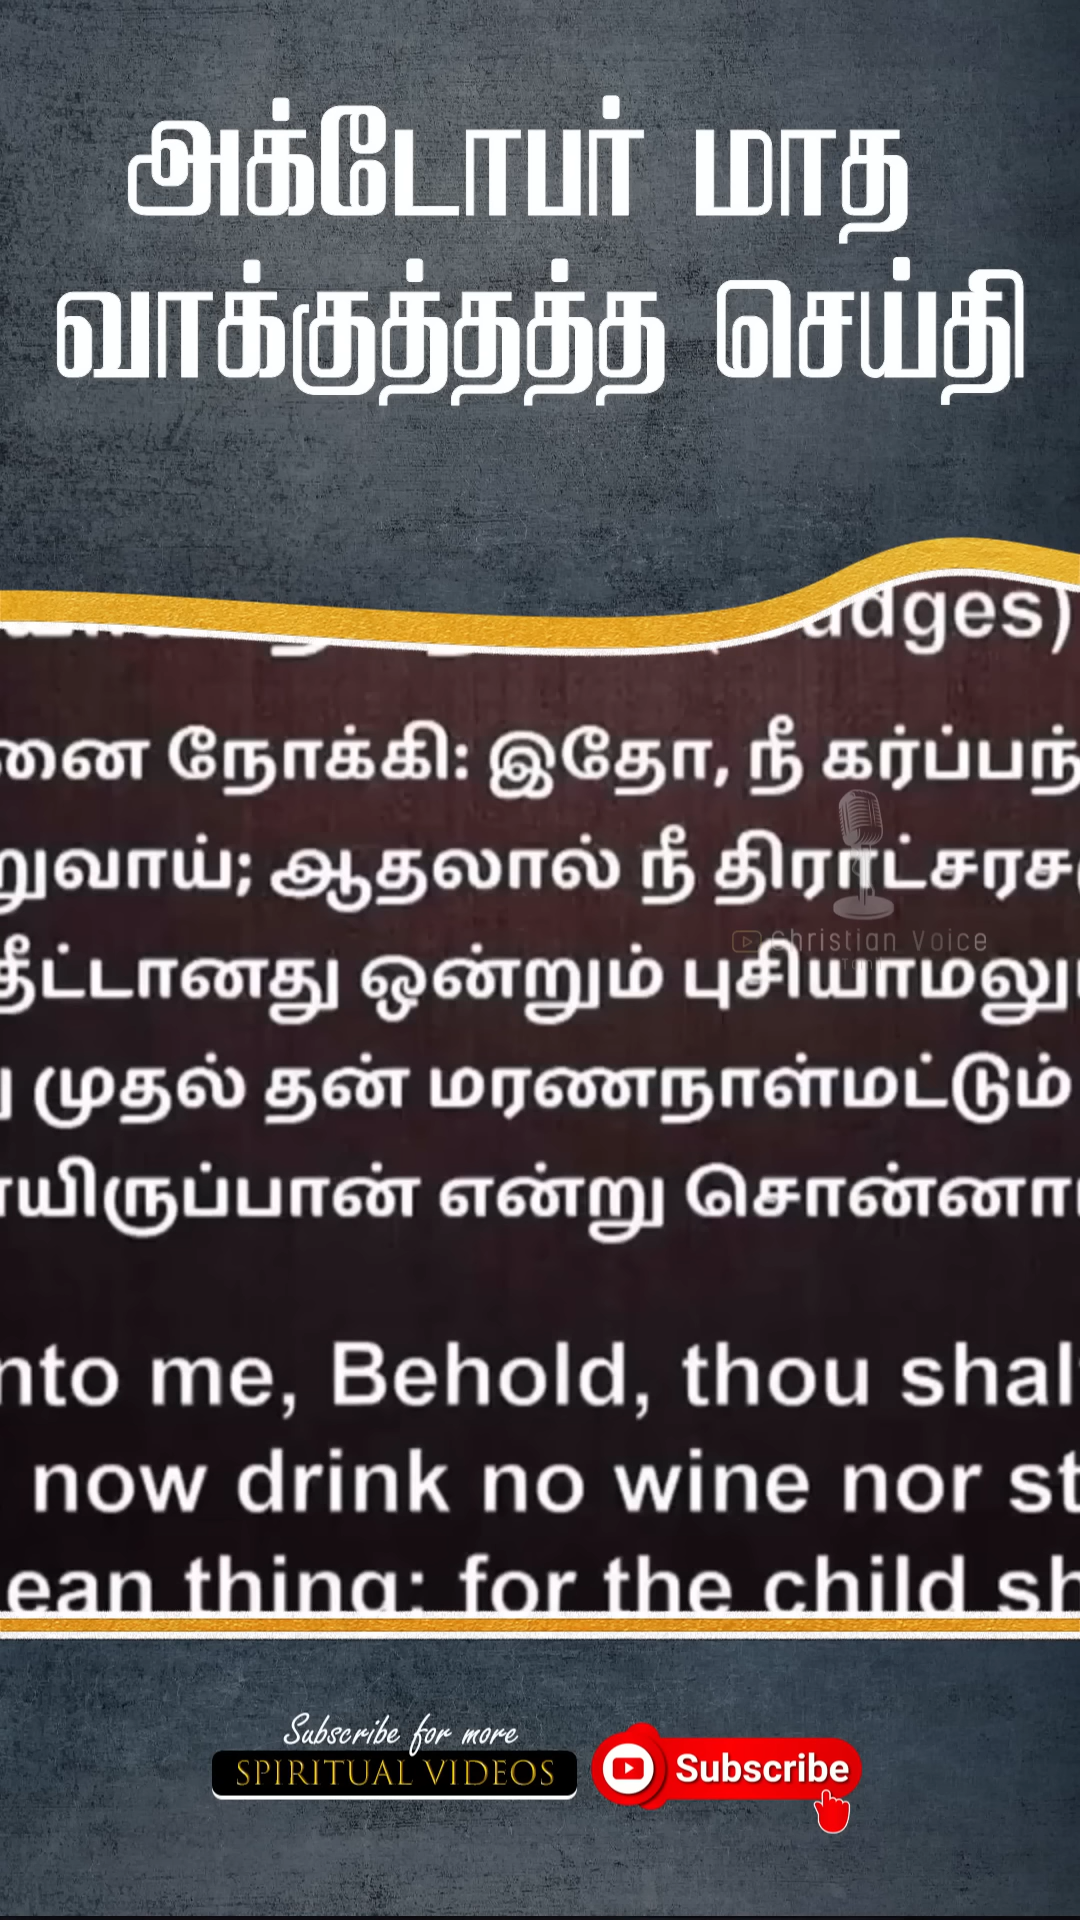 அக்டோபர் மாத
வாக்குத்தத்த செய்தி
னை நோக்கி: இதோ, நீ கர்ப்பந்
றுவாய்; ஆதலால் நீ திராட்சரச
தீட்டானது ஒன்றும் புசியாமலு
முதல் தன் மரணநாள்மட்டும்
யிருப்பான் என்று சொன்னா
Christian Voice
Tamil
nto me, Behold, thou shal
now drink no wine nor st
ean thing: for the child sh
Subscribe for more
SPIRITUAL VIDEOS
Subscribe